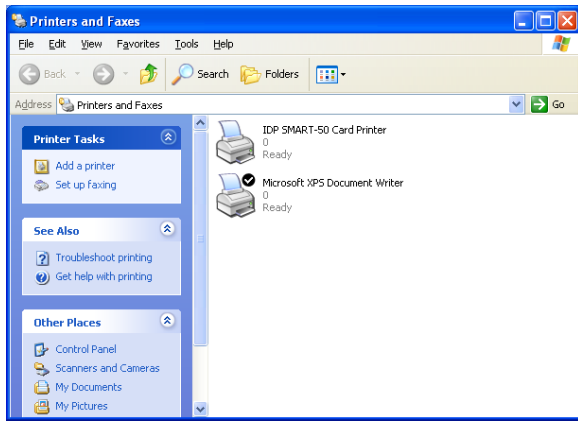 Printers and Faxes
File Edit View Favorites Tools Help
Back Search Folders
Address Printers and Faxes Go
Printer Tasks
Add a printer
Set up faxing
See Also
Troubleshoot printing
Get help with printing
Other Places
Control Panel
Scanners and Cameras
My Documents
My Pictures
IDP SMART-50 Card Printer
0
Ready
Microsoft XPS Document Writer
0
Ready